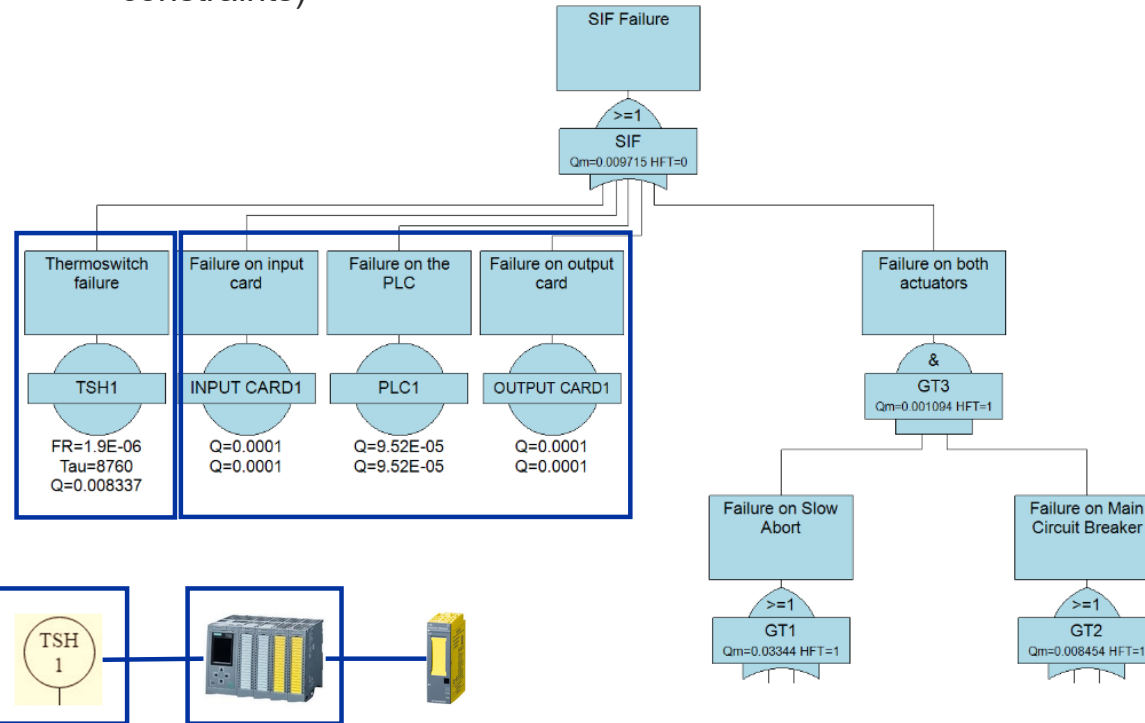 SIF Failure
>=1
SIF
Qm=0.009715 HFT=0
Thermoswitch
failure
TSH1
FR=1.9E-06
Tau=8760
Q=0.008337
Failure on input
card
INPUT CARD1
Q=0.0001
Q=0.0001
Failure on the
PLC
PLC1
Q=9.52E-05
Q=9.52E-05
Failure on output
card
OUTPUT CARD1
Q=0.0001
Q=0.0001
Failure on both
actuators
&
GT3
Qm=0.001094 HFT=1
Failure on Slow
Abort
>=1
GT1
Qm=0.03344 HFT=1
Failure on Main
Circuit Breaker
>=1
GT2
Qm=0.008454 HFT=1
TSH
1